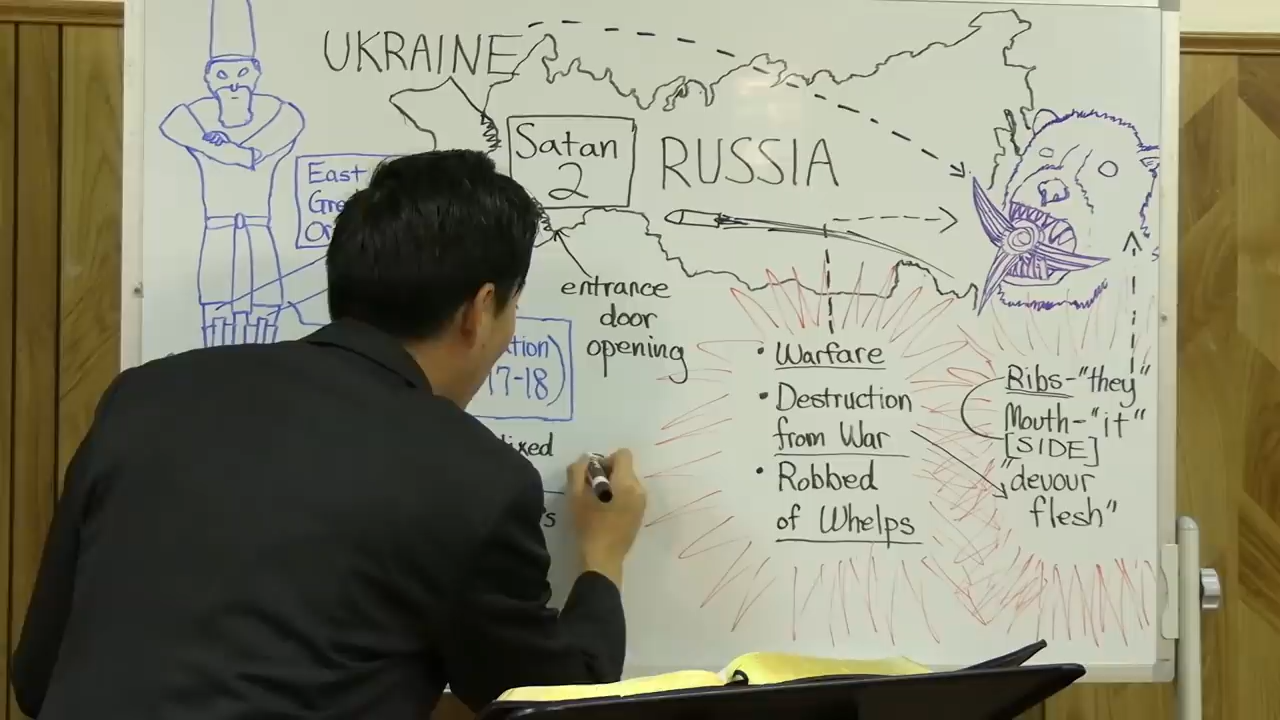 UKRAINE
Satan
2
RUSSIA
East
entrance
door
opening
17-18)
• Warfare
• Destruction
from War
• Robbed
of Whelps
Ribs-"they"
Mouth-"it"
[SIDE]
"devour
flesh"